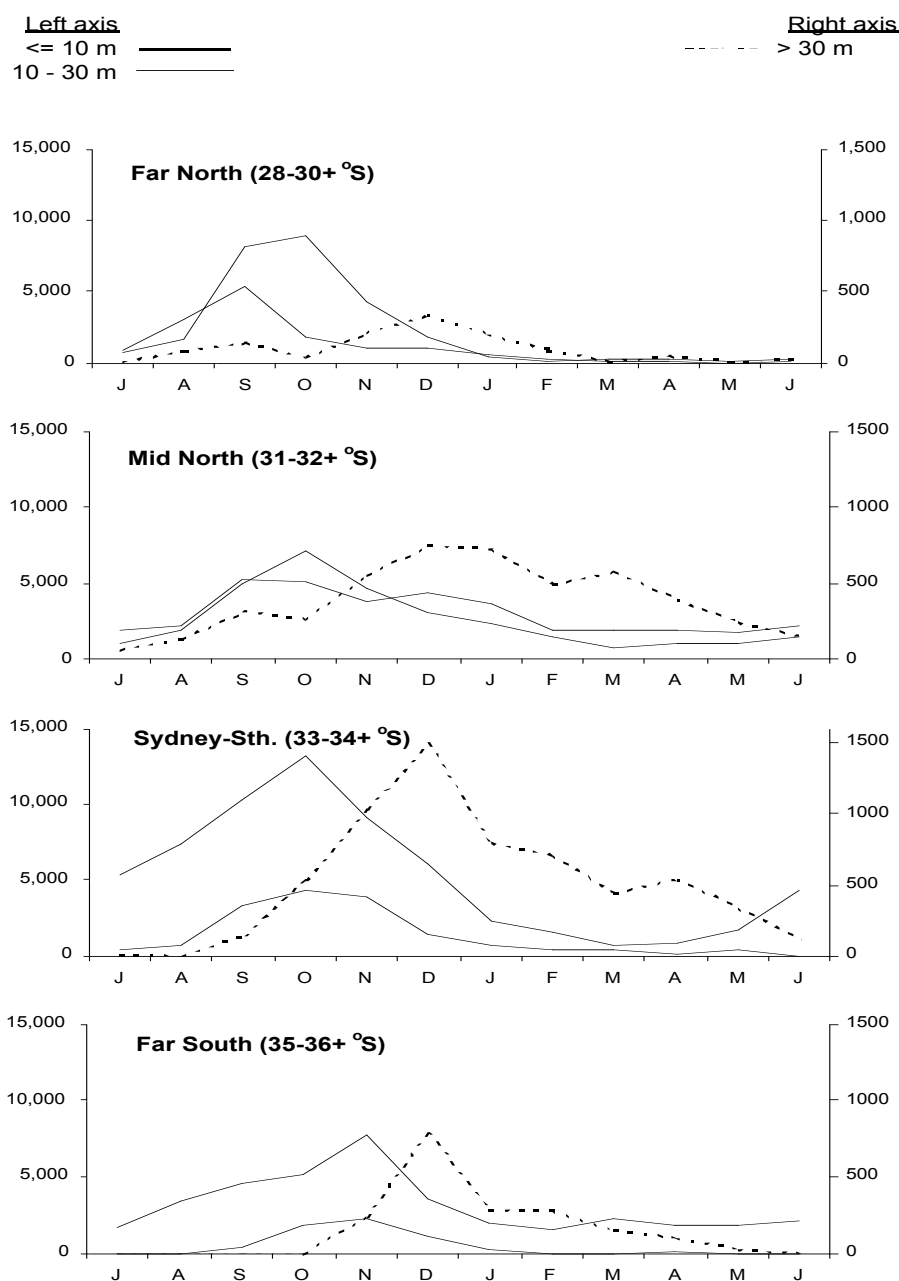 Left axis
Right axis
<= 10 m
> 30 m
10 - 30 m
15,000
1,500
Far North (28-30+ °S)
10,000
1,000
5,000
500
0
0
J A S O N D J F M A M J
15,000
1500
Mid North (31-32+ °S)
10,000
1000
5,000
500
0
0
J A S O N D J F M A M J
15,000
1500
Sydney-Sth. (33-34+ °S)
10,000
1000
5,000
500
0
0
J A S O N D J F M A M J
15,000
1500
Far South (35-36+ °S)
10,000
1000
5,000
500
0
0
J A S O N D J F M A M J